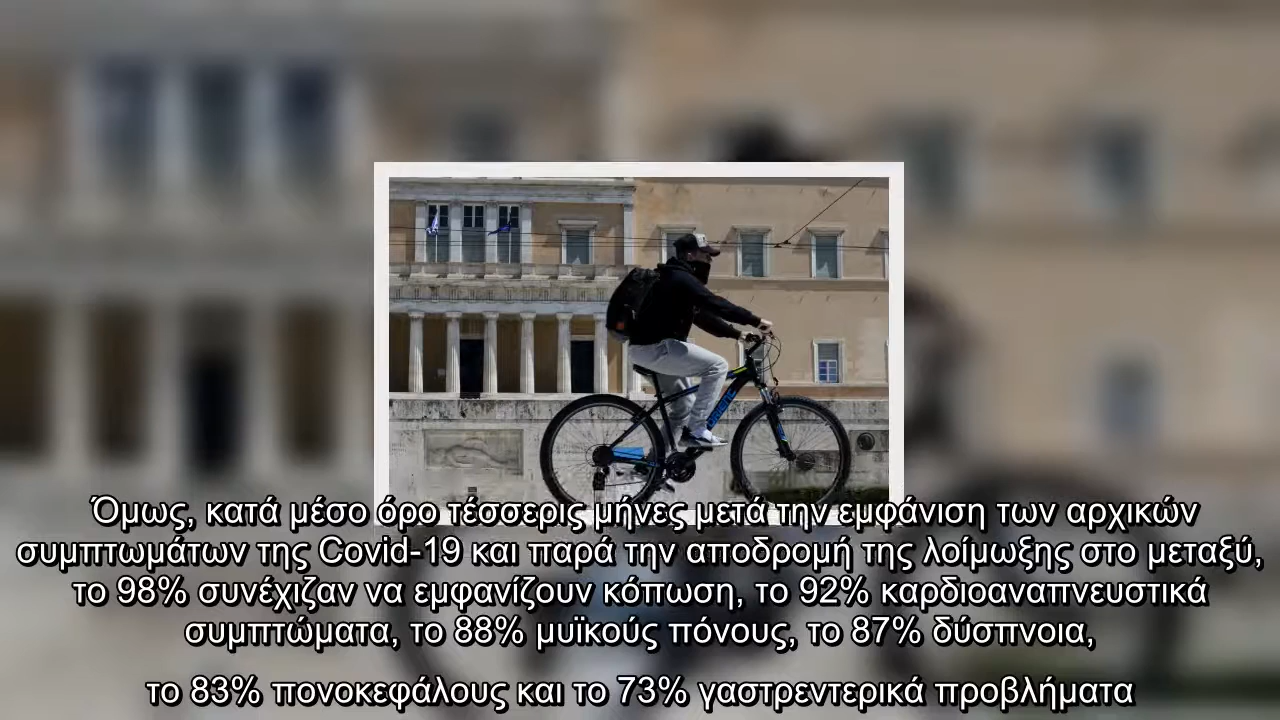 Όμως, κατά μέσο όρο τέσσερις μήνες μετά την εμφάνιση των αρχικών
συμπτωμάτων της Covid-19 και παρά την αποδρομή της λοίμωξης στο μεταξύ,
το 98% συνέχιζαν να εμφανίζουν κόπωση, το 92% καρδιοαναπνευστικά
συμπτώματα, το 88% μυϊκούς πόνους, το 87% δύσπνοια,
το 83% πονοκεφάλους και το 73% γαστρεντερικά προβλήματα